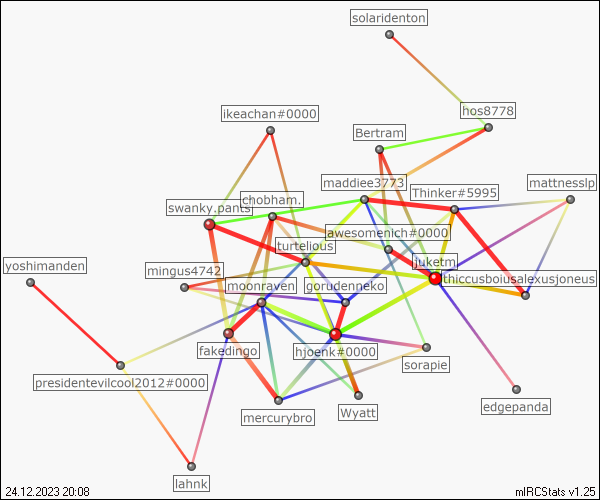 solaridenton
hos8778
ikeachan#0000
Bertram
maddiee3773
Thinker#5995
mattnesslp
chobham.
swanky.pants
awesomenich#0000
turtelious
juketm
yoshimanden
mingus4742
thiccusboiusalexusjoneus
moonraven
gordenneko
fakedingo
hjoenk#0000
sorapie
presidentevilcool2012#0000
mercurybro
Wyatt
edgepanda
lahnk
24.12.2023 20:08
mIRCStats v1.25